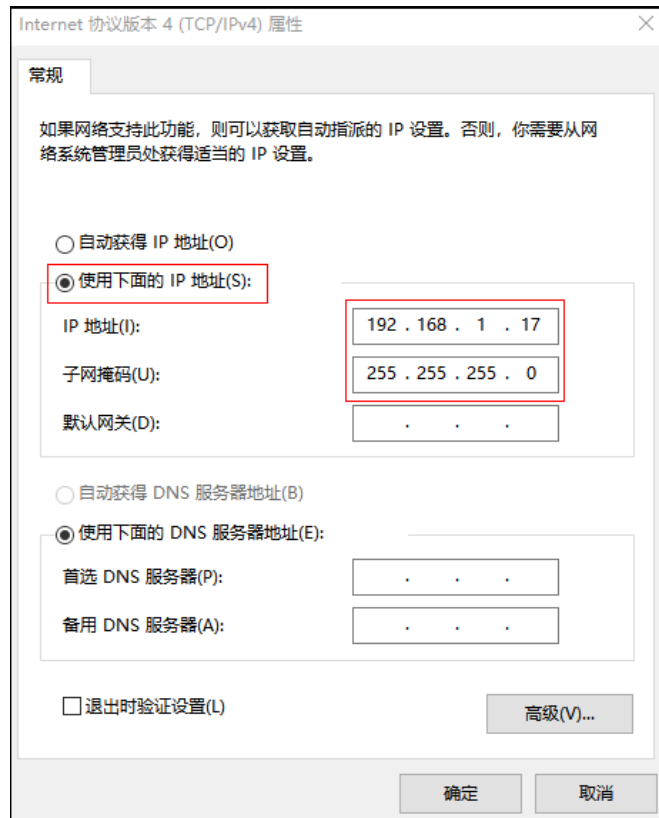 Internet 协议版本 4 (TCP/IPv4) 属性
常规
如果网络支持此功能，则可以获取自动指派的 IP 设置。否则，你需要从网
络系统管理员处获得适当的 IP 设置。
自动获得 IP 地址(O)
使用下面的 IP 地址(S):
IP 地址(I): 192 . 168 . 1 . 17
子网掩码(U): 255 . 255 . 255 . 0
默认网关(D): . . .
自动获得 DNS 服务器地址(B)
使用下面的 DNS 服务器地址(E):
首选 DNS 服务器(P): . . .
备用 DNS 服务器(A): . . .
退出时验证设置(L)
高级(V)...
确定 取消